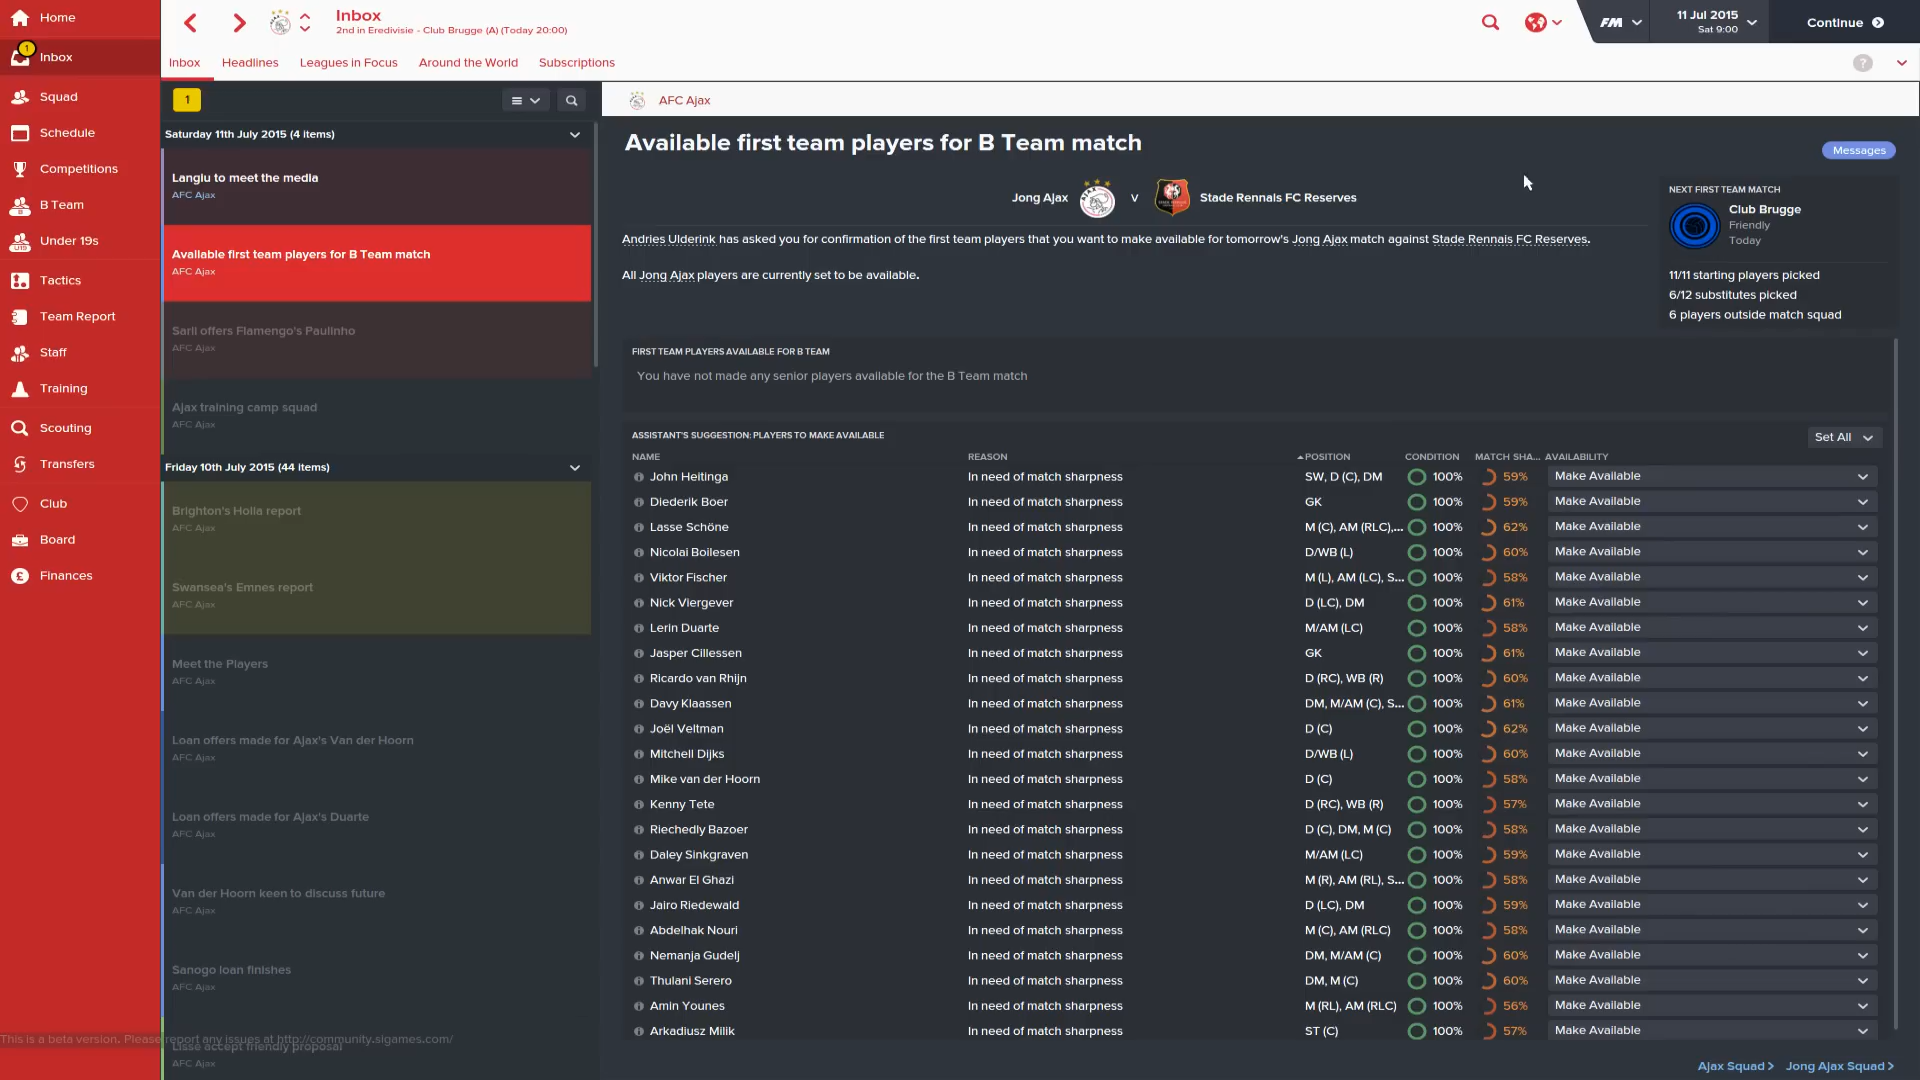 Home
1
Inbox
Squad
Schedule
Competitions
B Team
Under 19s
Tactics
Team Report
Staff
Training
Scouting
Transfers
Club
Board
Finances
Inbox
2nd in Eredivisie - Club Brugge (A) (Today 20:00)
FM
11 Jul 2015
Sat 9:00
Continue
Inbox Headlines Leagues in Focus Around the World Subscriptions
?
1
Saturday 11th July 2015 (4 items)
Langiu to meet the media
AFC Ajax
Available first team players for B Team match
AFC Ajax
Sarli offers Flamengo's Paulinho
AFC Ajax
Ajax training camp squad
AFC Ajax
Friday 10th July 2015 (44 items)
Brighton's Holla report
AFC Ajax
Swansea's Emnes report
AFC Ajax
Meet the Players
AFC Ajax
Loan offers made for Ajax's Van der Hoorn
AFC Ajax
Loan offers made for Ajax's Duarte
AFC Ajax
Van der Hoorn keen to discuss future
AFC Ajax
Sanogo loan finishes
AFC Ajax
Lisse accept friendly proposal
AFC Ajax
This is a beta version. Please report any issues at http://community.sigames.com/
AFC Ajax
Available first team players for B Team match
Messages
Jong Ajax v Stade Rennais FC Reserves
Andries Ulderink has asked you for confirmation of the first team players that you want to make available for tomorrow's Jong Ajax match against Stade Rennais FC Reserves.
All Jong Ajax players are currently set to be available.
NEXT FIRST TEAM MATCH
Club Brugge
Friendly
Today
11/11 starting players picked
6/12 substitutes picked
6 players outside match squad
FIRST TEAM PLAYERS AVAILABLE FOR B TEAM
You have not made any senior players available for the B Team match
ASSISTANT'S SUGGESTION: PLAYERS TO MAKE AVAILABLE
Set All
NAME REASON POSITION CONDITION MATCH SHA... AVAILABILITY
John Heitinga In need of match sharpness SW, D (C), DM 100% 59% Make Available
Diederik Boer In need of match sharpness GK 100% 59% Make Available
Lasse Schöne In need of match sharpness M (C), AM (RLC),... 100% 62% Make Available
Nicolai Boilesen In need of match sharpness D/WB (L) 100% 60% Make Available
Viktor Fischer In need of match sharpness M (L), AM (LC), S... 100% 58% Make Available
Nick Viergever In need of match sharpness D (LC), DM 100% 61% Make Available
Lerin Duarte In need of match sharpness M/AM (LC) 100% 58% Make Available
Jasper Cillessen In need of match sharpness GK 100% 61% Make Available
Ricardo van Rhijn In need of match sharpness D (RC), WB (R) 100% 60% Make Available
Davy Klaassen In need of match sharpness DM, M/AM (C), S... 100% 61% Make Available
Joël Veltman In need of match sharpness D (C) 100% 62% Make Available
Mitchell Dijks In need of match sharpness D/WB (L) 100% 60% Make Available
Mike van der Hoorn In need of match sharpness D (C) 100% 58% Make Available
Kenny Tete In need of match sharpness D (RC), WB (R) 100% 57% Make Available
Riechedly Bazoer In need of match sharpness D (C), DM, M (C) 100% 58% Make Available
Daley Sinkgraven In need of match sharpness M/AM (LC) 100% 59% Make Available
Anwar El Ghazi In need of match sharpness M (R), AM (RL), S... 100% 58% Make Available
Jairo Riedewald In need of match sharpness D (LC), DM 100% 59% Make Available
Abdelhak Nouri In need of match sharpness M (C), AM (RLC) 100% 58% Make Available
Nemanja Gudelj In need of match sharpness DM, M/AM (C) 100% 60% Make Available
Thulani Serero In need of match sharpness DM, M (C) 100% 60% Make Available
Amin Younes In need of match sharpness M (RL), AM (RLC) 100% 56% Make Available
Arkadiusz Milik In need of match sharpness ST (C) 100% 57% Make Available
Ajax Squad > Jong Ajax Squad >